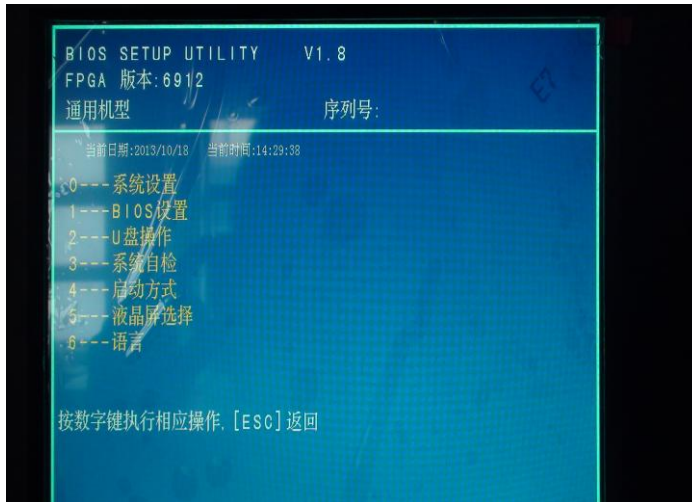 BIOS SETUP UTILITY V1.8
FPGA 版本:6912
通用机型 序列号:
当前日期:2013/10/18 当前时间:14:29:38
0---系统设置
1---BIOS设置
2---U盘操作
3---系统自检
4---启动方式
5---液晶屏选择
6---语言
按数字键执行相应操作,[ESC]返回